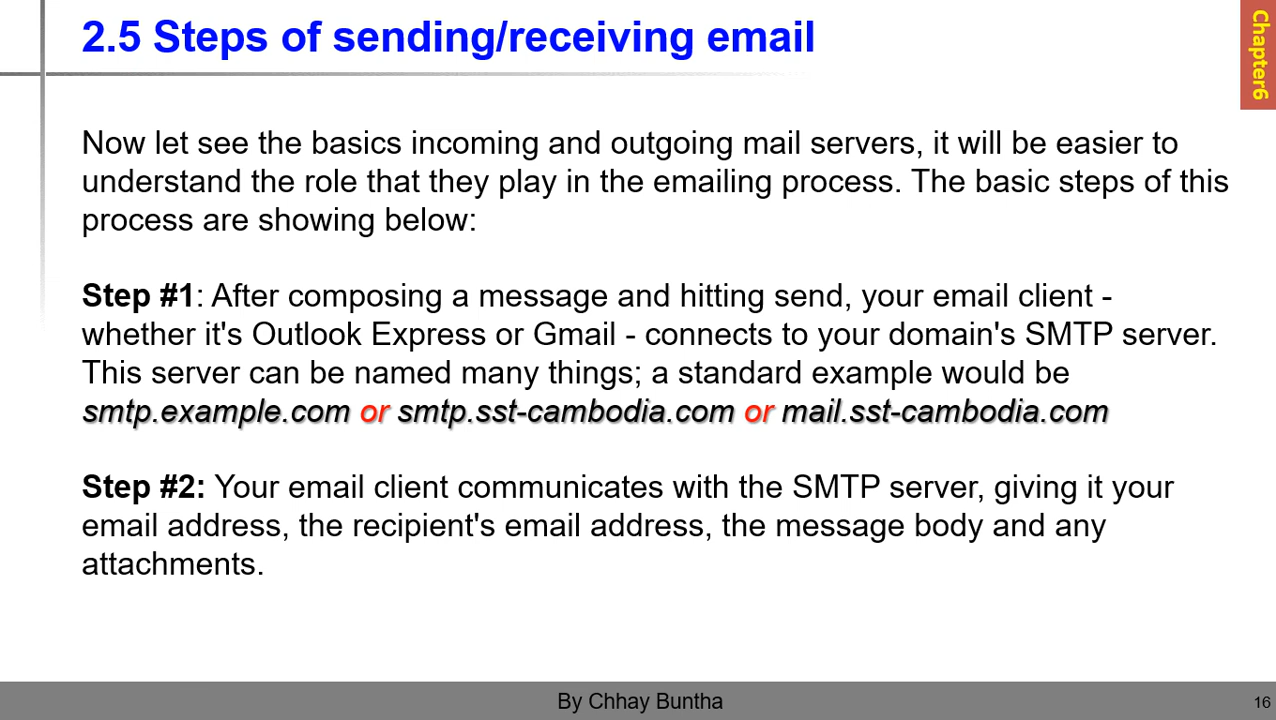 2.5 Steps of sending/receiving email
Chapter6
Now let see the basics incoming and outgoing mail servers, it will be easier to
understand the role that they play in the emailing process. The basic steps of this
process are showing below:
Step #1: After composing a message and hitting send, your email client -
whether it's Outlook Express or Gmail - connects to your domain's SMTP server.
This server can be named many things; a standard example would be
smtp.example.com or smtp.sst-cambodia.com or mail.sst-cambodia.com
Step #2: Your email client communicates with the SMTP server, giving it your
email address, the recipient's email address, the message body and any
attachments.
By Chhay Buntha
16